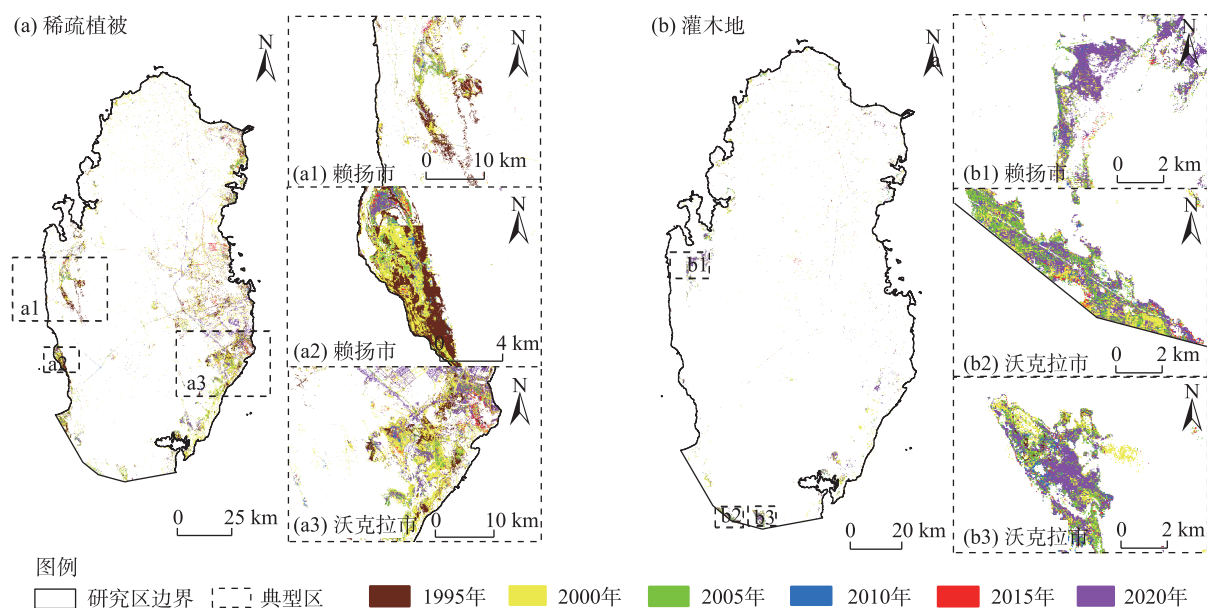 (a) 稀疏植被
N
a1
a2
a3
0 25 km
N
0 10 km
(a1) 赖扬市
N
0 4 km
(a2) 赖扬市
N
(a3) 沃克拉市
0 10 km
(b) 灌木地
N
b1
b2
b3
0 20 km
N
0 2 km
(b1) 赖扬市
N
(b2) 沃克拉市
0 2 km
N
(b3) 沃克拉市
0 2 km
图例
研究区边界 典型区 1995年 2000年 2005年 2010年 2015年 2020年